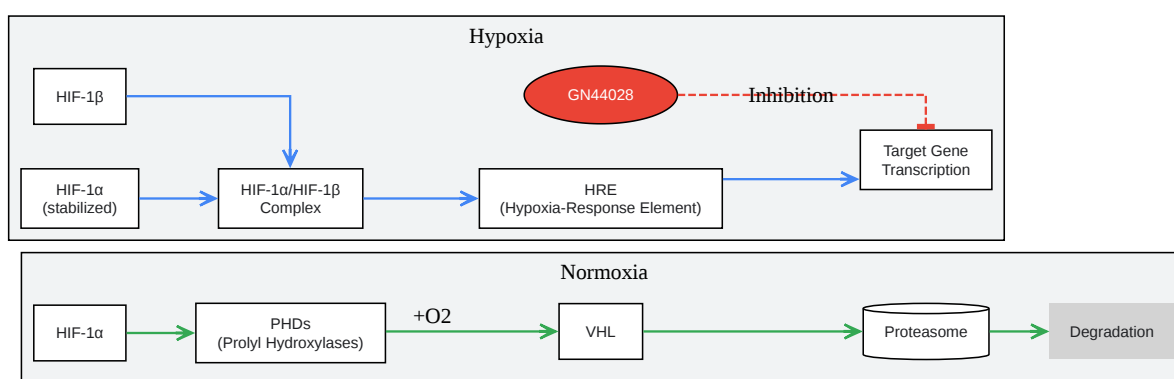 Hypoxia
HIF-1β
GN44028
Inhibition
HIF-1α
(stabilized)
HIF-1α/HIF-1β
Complex
HRE
(Hypoxia-Response Element)
Target Gene
Transcription
Normoxia
HIF-1α
PHDs
(Prolyl Hydroxylases)
+O2
VHL
Proteasome
Degradation